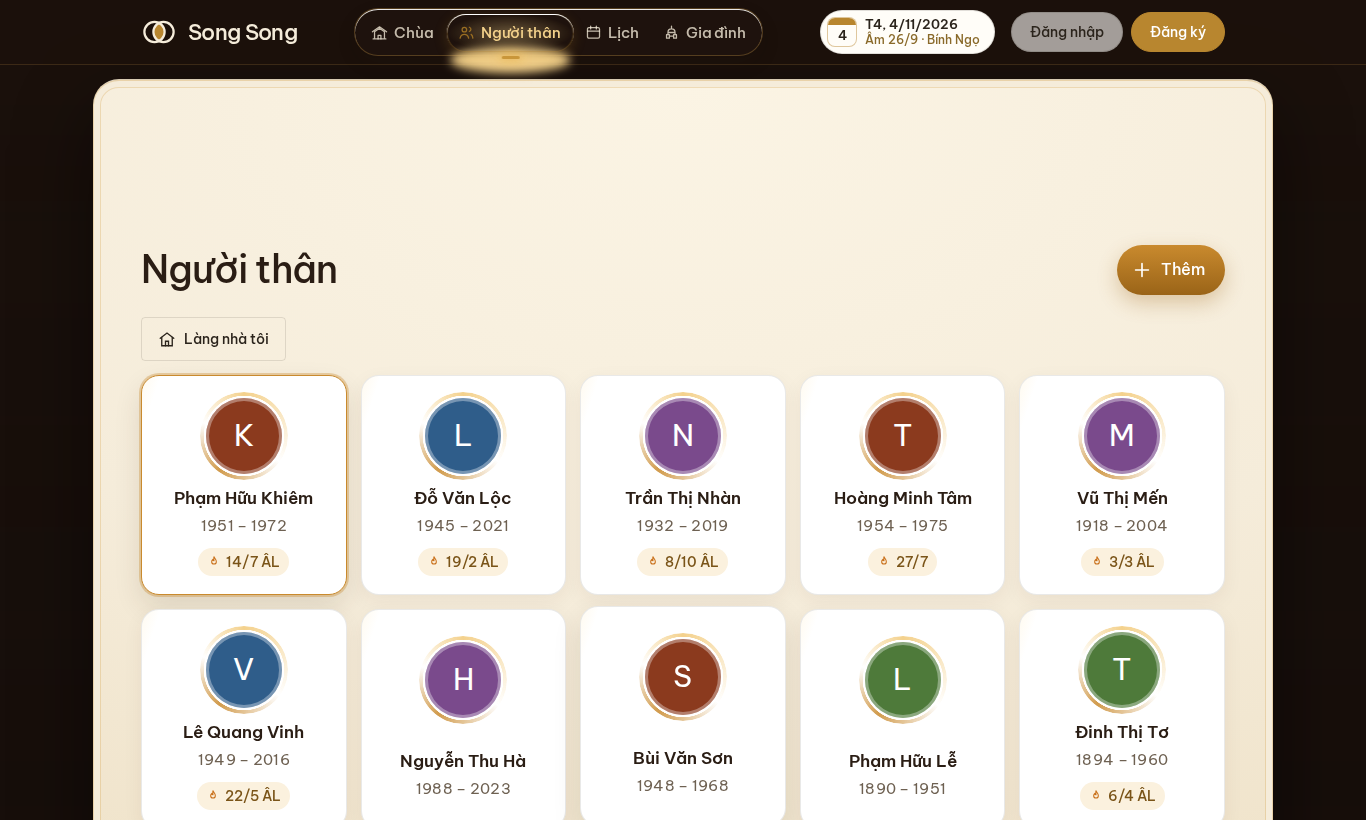 Song Song
Chùa
Người thân
Lịch
Gia đình
4
T4, 4/11/2026
Âm 26/9 · Bính Ngọ
Đăng nhập
Đăng ký
Người thân
Thêm
Làng nhà tôi
K
Phạm Hữu Khiêm
1951 – 1972
14/7 ÂL
L
Đỗ Văn Lộc
1945 – 2021
19/2 ÂL
N
Trần Thị Nhàn
1932 – 2019
8/10 ÂL
T
Hoàng Minh Tâm
1954 – 1975
27/7
M
Vũ Thị Mến
1918 – 2004
3/3 ÂL
V
Lê Quang Vinh
1949 – 2016
22/5 ÂL
H
Nguyễn Thu Hà
1988 – 2023
S
Bùi Văn Sơn
1948 – 1968
L
Phạm Hữu Lễ
1890 – 1951
T
Đinh Thị Tơ
1894 – 1960
6/4 ÂL